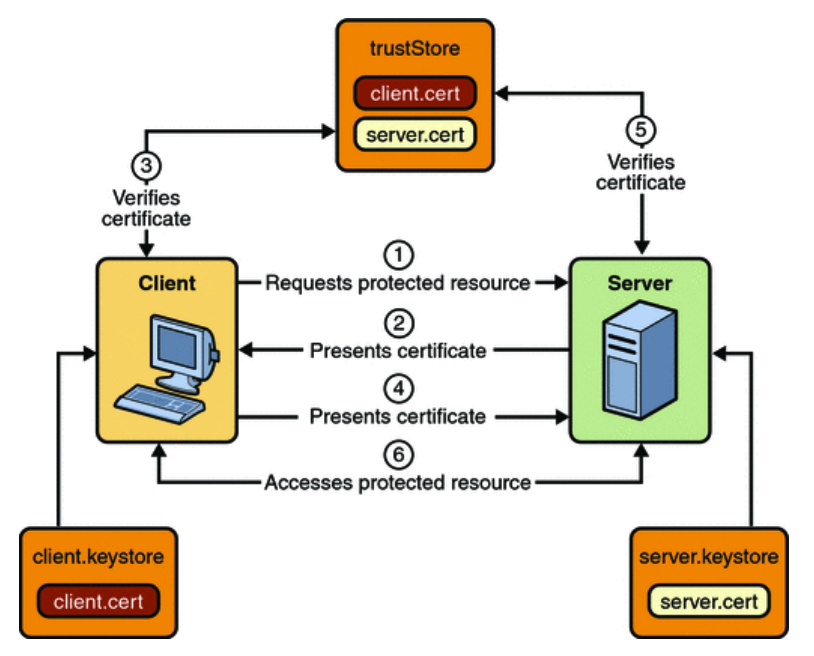 trustStore
client.cert
server.cert
3
Verifies
certificate
5
Verifies
certificate
1
Client
Requests protected resource
Server
2
Presents certificate
4
Presents certificate
6
Accesses protected resource
client.keystore
client.cert
server.keystore
server.cert